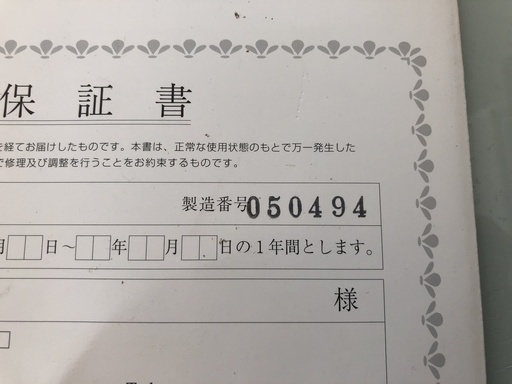 保証書
を経てお届けしたものです。本書は、正常な使用状態のもとで万一発生した
で修理及び調整を行うことをお約束するものです。
製造番号050494
月□□日～□□年□□月□□日の1年間とします。
様